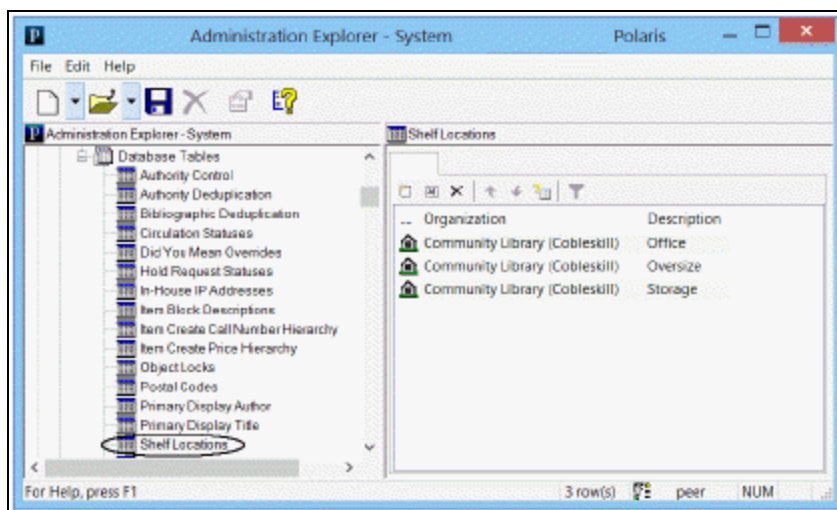 Administration Explorer - System Polaris
File Edit Help
Administration Explorer - System
Database Tables
Authority Control
Authority Deduplication
Bibliographic Deduplication
Circulation Statuses
Did You Mean Overrides
Hold Request Statuses
In-House IP Addresses
Item Block Descriptions
Item Create Call Number Hierarchy
Item Create Price Hierarchy
Object Locks
Postal Codes
Primary Display Author
Primary Display Title
Shelf Locations
Shelf Locations
Organization Description
Community Library (Cobleskill) Office
Community Library (Cobleskill) Oversize
Community Library (Cobleskill) Storage
For Help, press F1 3 row(s) peer NUM